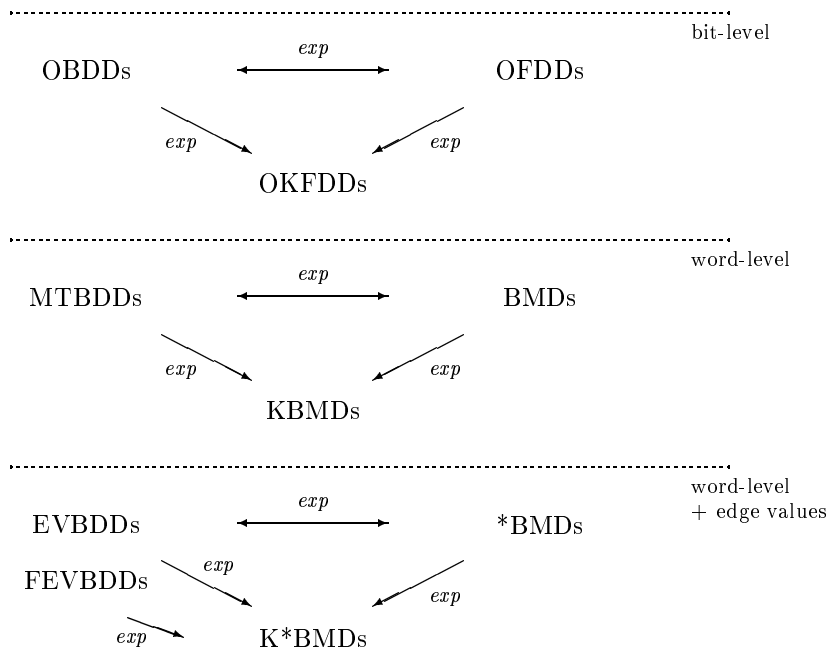 bit-level
exp
OBDDs OFDDs
exp exp
OKFDDs
word-level
exp
MTBDDs BMDs
exp exp
KBMDs
word-level
+ edge values
exp
EVBDDs *BMDs
exp
FEVBDDs
exp
exp
K*BMDs